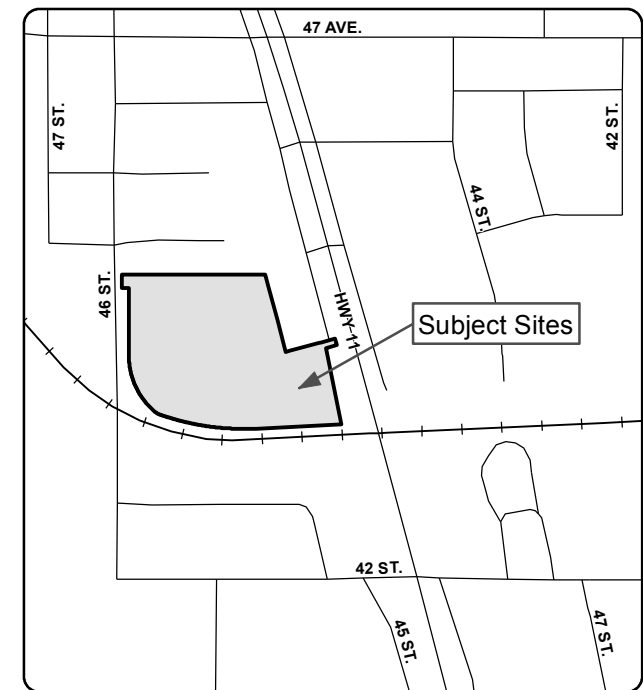 47 AVE.
47 ST.
42 ST.
44 ST.
46 ST.
HWY 11
Subject Sites
42 ST.
45 ST.
47 ST.